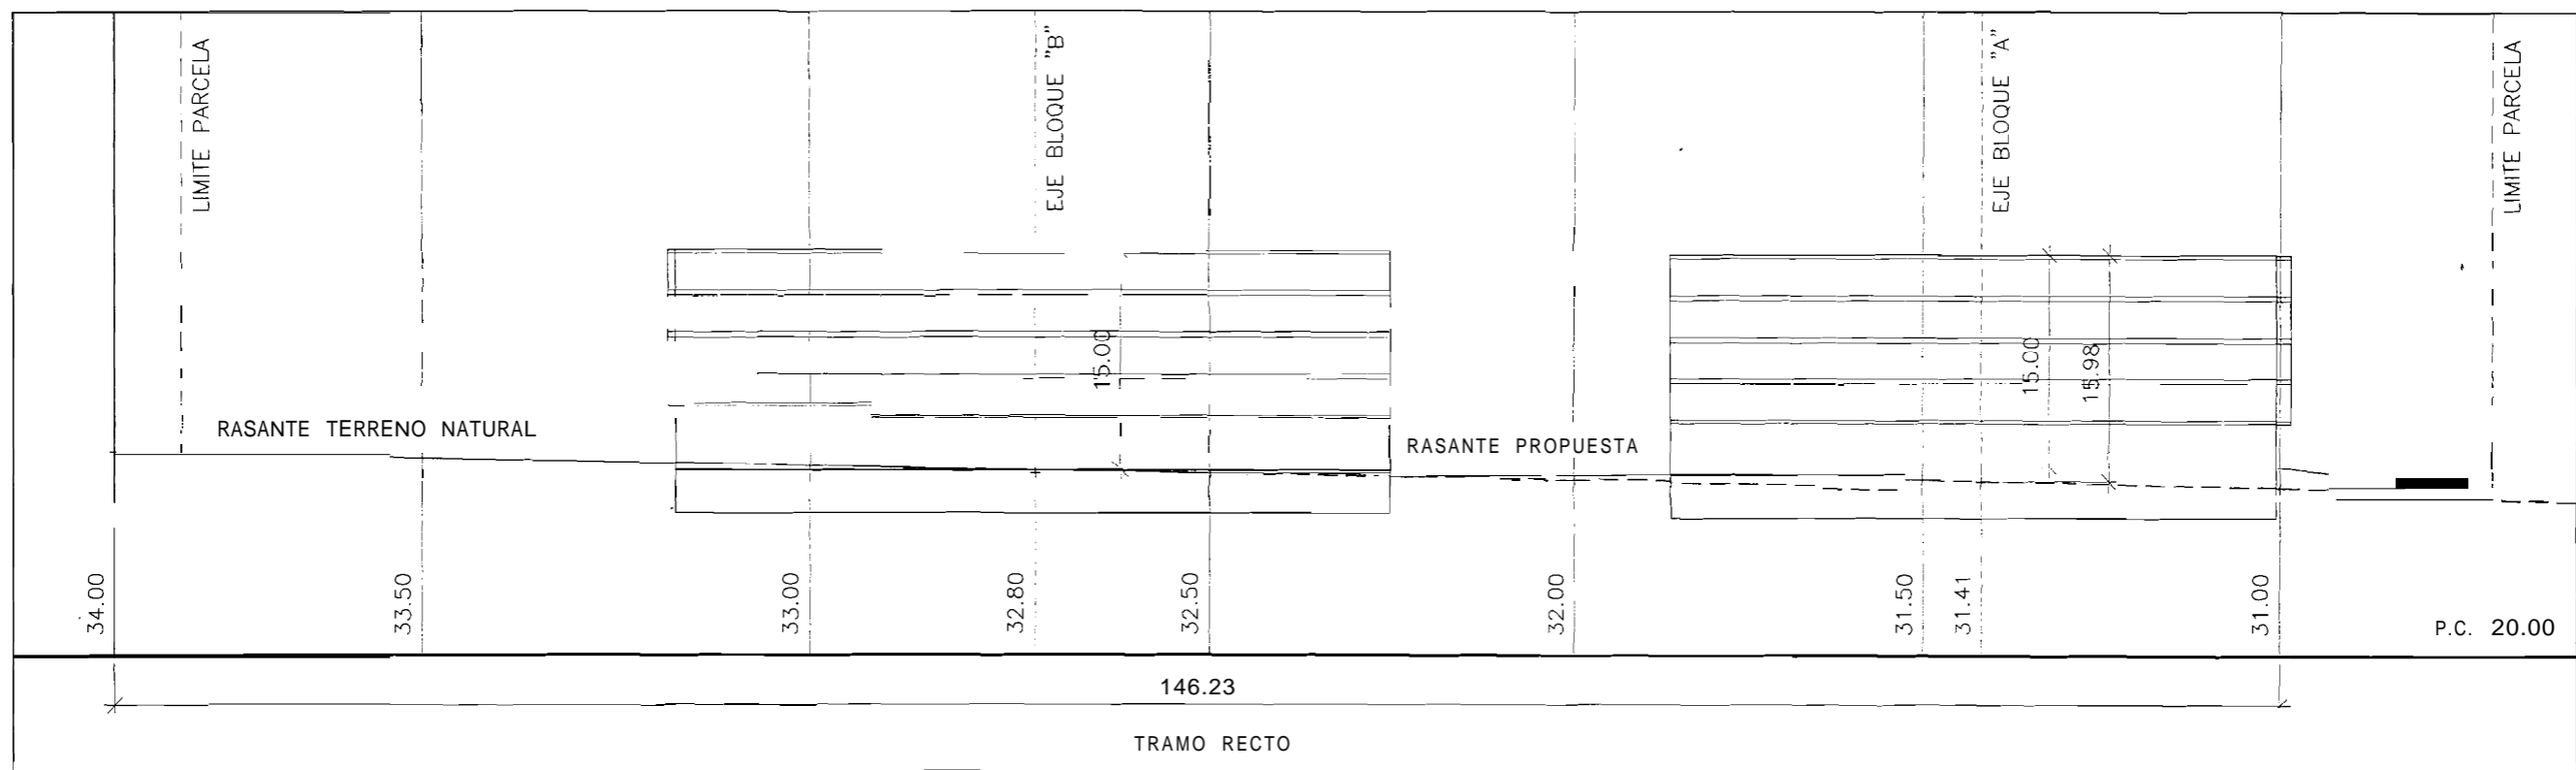 LIMITE PARCELA
EJE BLOQUE "B"
EJE BLOQUE "A"
LIMITE PARCELA
15.00
15.00
15.98
RASANTE TERRENO NATURAL
RASANTE PROPUESTA
34.00
33.50
33.00
32.80
32.50
32.00
31.50
31.41
31.00
P.C. 20.00
146.23
TRAMO RECTO